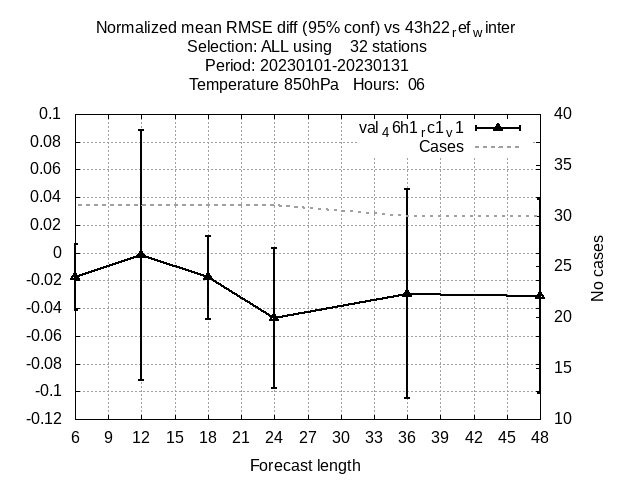 Normalized mean RMSE diff (95% conf) vs 43h22refwinter
Selection: ALL using 32 stations
Period: 20230101-20230131
Temperature 850hPa Hours: 06
val46h1rc1v1
Cases
0.1
0.08
0.06
0.04
0.02
0
-0.02
-0.04
-0.06
-0.08
-0.1
-0.12
40
35
30
25
20
15
10
No cases
6 9 12 15 18 21 24 27 30 33 36 39 42 45 48
Forecast length